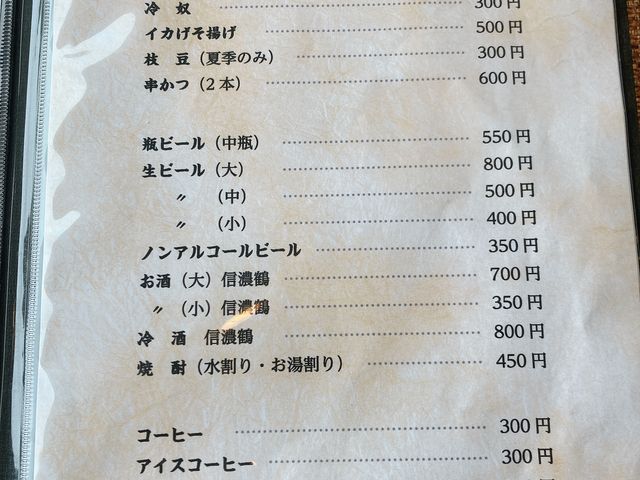 冷 奴 300円
イカげそ揚げ 500円
枝 豆（夏季のみ） 300円
串かつ（2本） 600円
瓶ビール（中瓶） 550円
生ビール（大） 800円
〃 （中） 500円
〃 （小） 400円
ノンアルコールビール 350円
お酒（大）信濃鶴 700円
〃 （小）信濃鶴 350円
冷 酒 信濃鶴 800円
焼 酎（水割り・お湯割り） 450円
コーヒー 300円
アイスコーヒー 300円